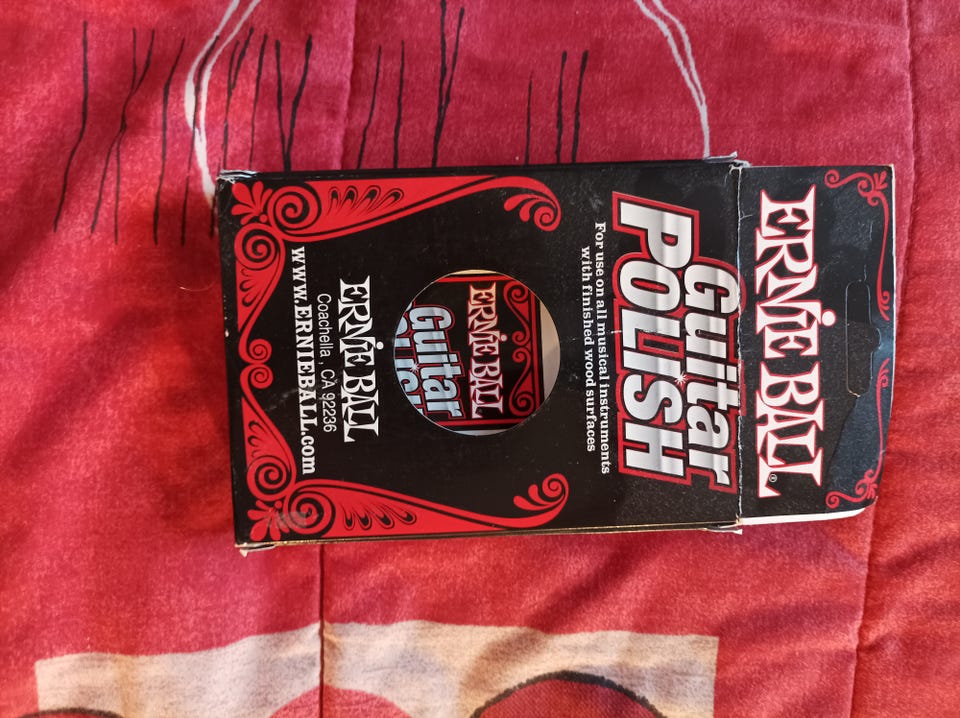 ERNIE BALL®
Guitar
POLISH
For use on all musical instruments
with finished wood surfaces
ERNIE BALL
Guitar
ERNIE BALL
Coachella, CA 92236
www.ERNIEBALL.com